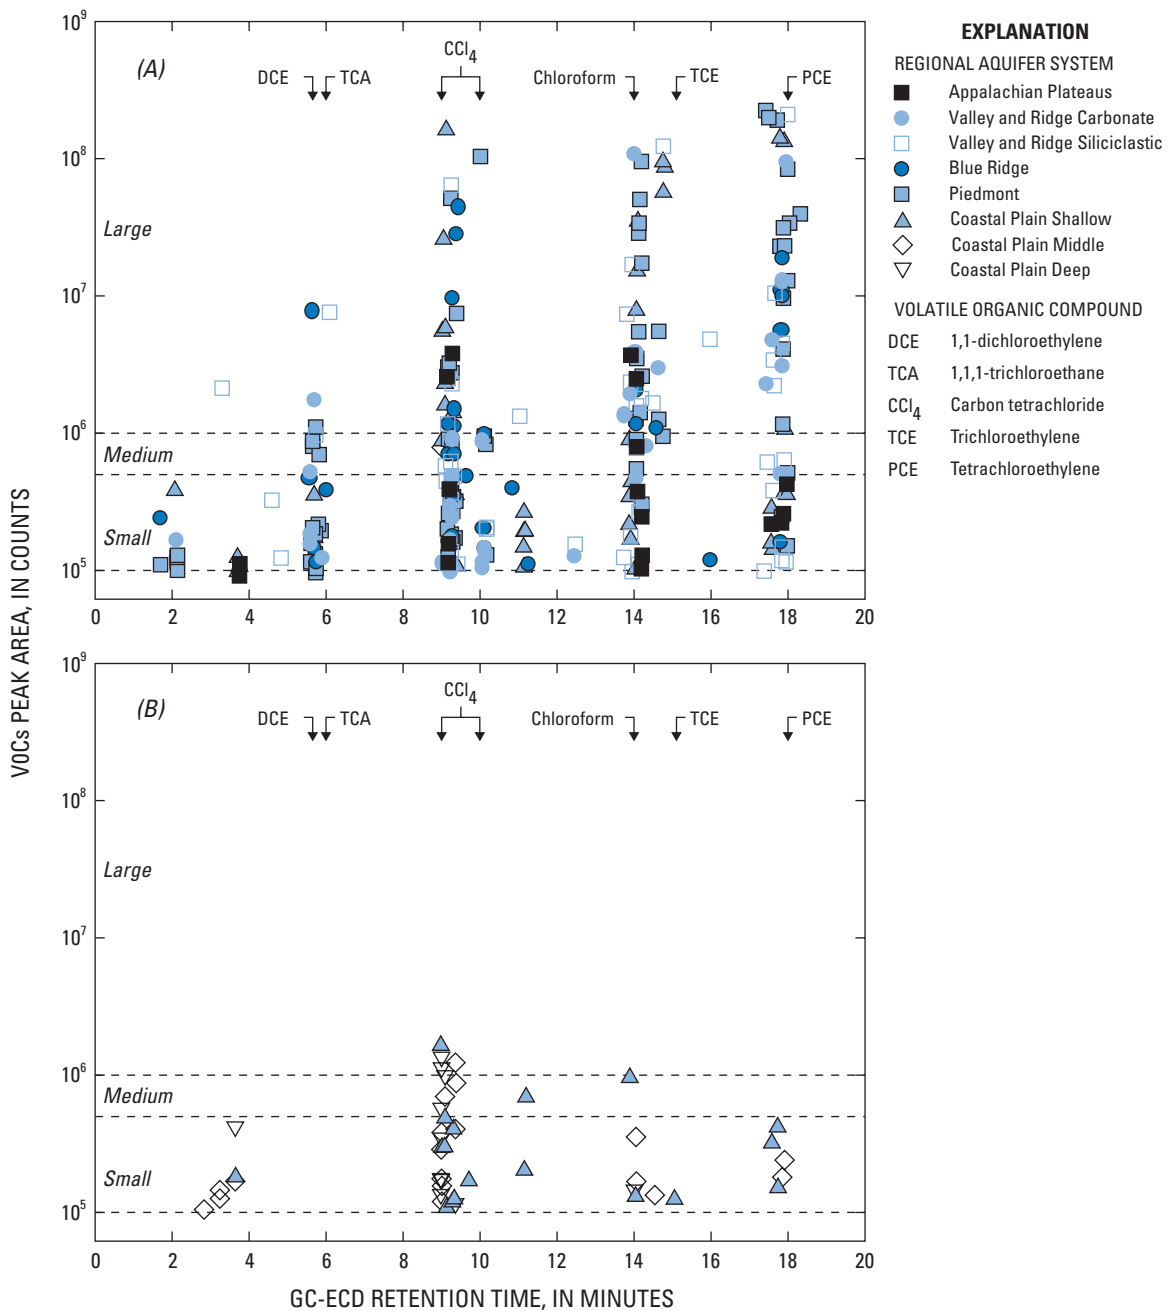 (A)
DCE
TCA
CCl4
Chloroform
TCE
PCE
10^9
10^8
10^7
10^6
10^5
Large
Medium
Small
0 2 4 6 8 10 12 14 16 18 20
(B)
DCE
TCA
CCl4
Chloroform
TCE
PCE
10^9
10^8
10^7
10^6
10^5
Large
Medium
Small
0 2 4 6 8 10 12 14 16 18 20
VOCs PEAK AREA, IN COUNTS
GC-ECD RETENTION TIME, IN MINUTES
EXPLANATION
REGIONAL AQUIFER SYSTEM
Appalachian Plateaus
Valley and Ridge Carbonate
Valley and Ridge Siliciclastic
Blue Ridge
Piedmont
Coastal Plain Shallow
Coastal Plain Middle
Coastal Plain Deep
VOLATILE ORGANIC COMPOUND
DCE 1,1-dichloroethylene
TCA 1,1,1-trichloroethane
CCl4 Carbon tetrachloride
TCE Trichloroethylene
PCE Tetrachloroethylene